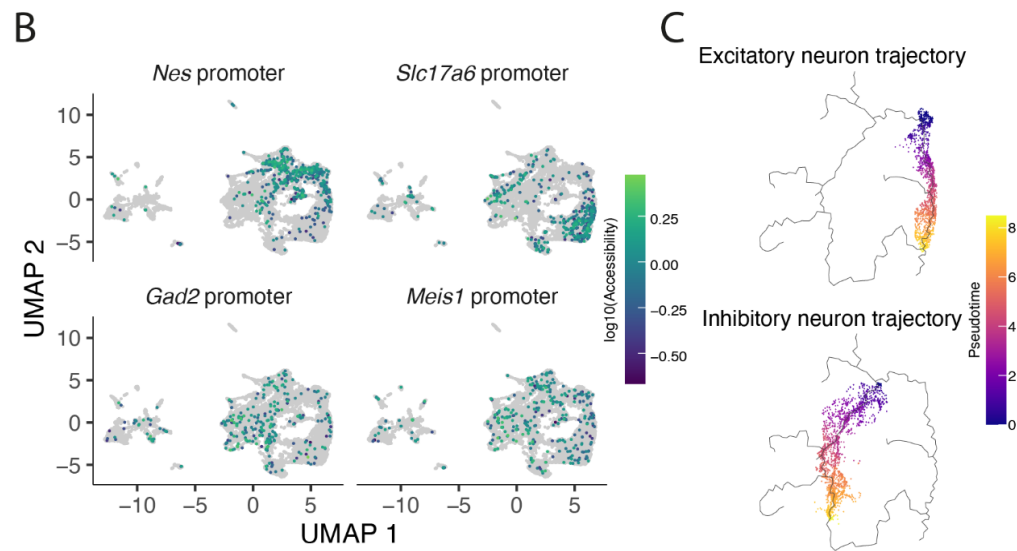 B
C
Nes promoter
Slc17a6 promoter
Excitatory neuron trajectory
10
5
0
−5
0.25
0.00
−0.25
−0.50
log10(Accessibility)
8
6
4
2
0
Pseudotime
UMAP 2
Gad2 promoter
Meis1 promoter
Inhibitory neuron trajectory
10
5
0
−5
−10
−5
0
5
−10
−5
0
5
UMAP 1